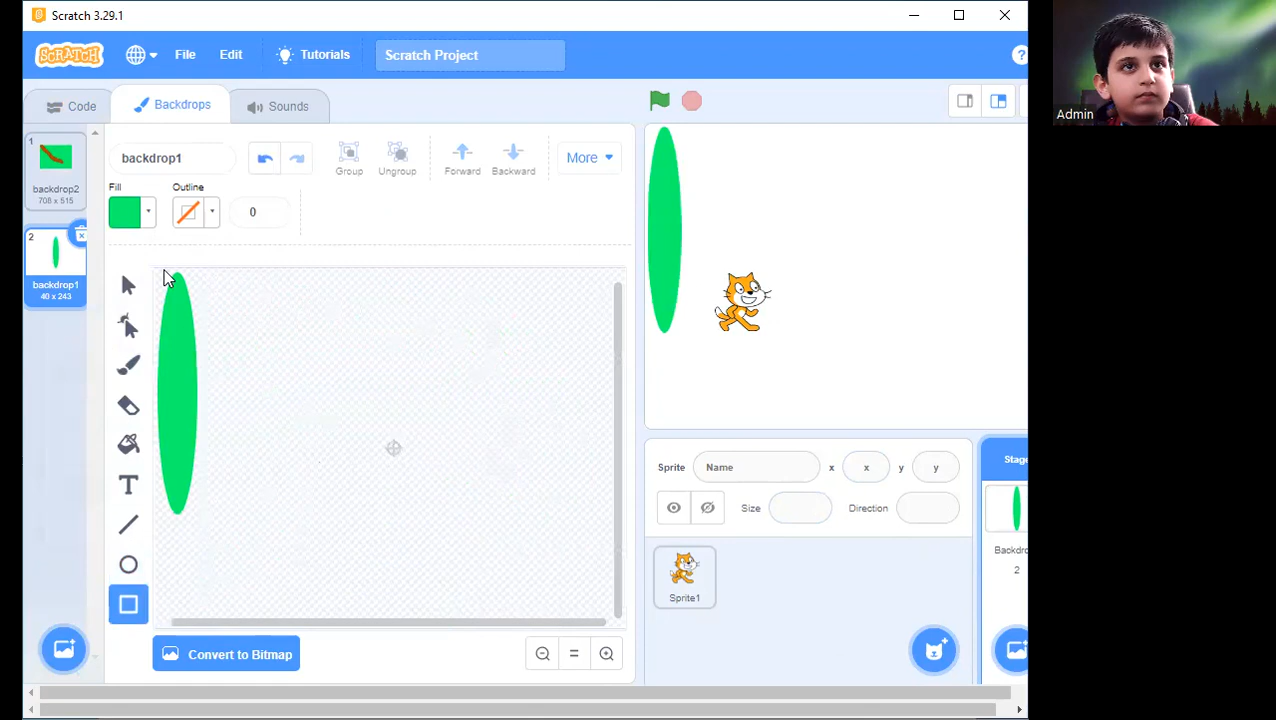 Scratch 3.29.1
SCRATCH File Edit Tutorials Scratch Project ?
Code Backdrops Sounds
1
backdrop2
708 x 515
2
backdrop1
40 x 243
backdrop1
Group Ungroup Forward Backward More
Fill Outline
0
T
Convert to Bitmap
Sprite Name x x y y
Size Direction
Sprite1
Stage
2
Admin